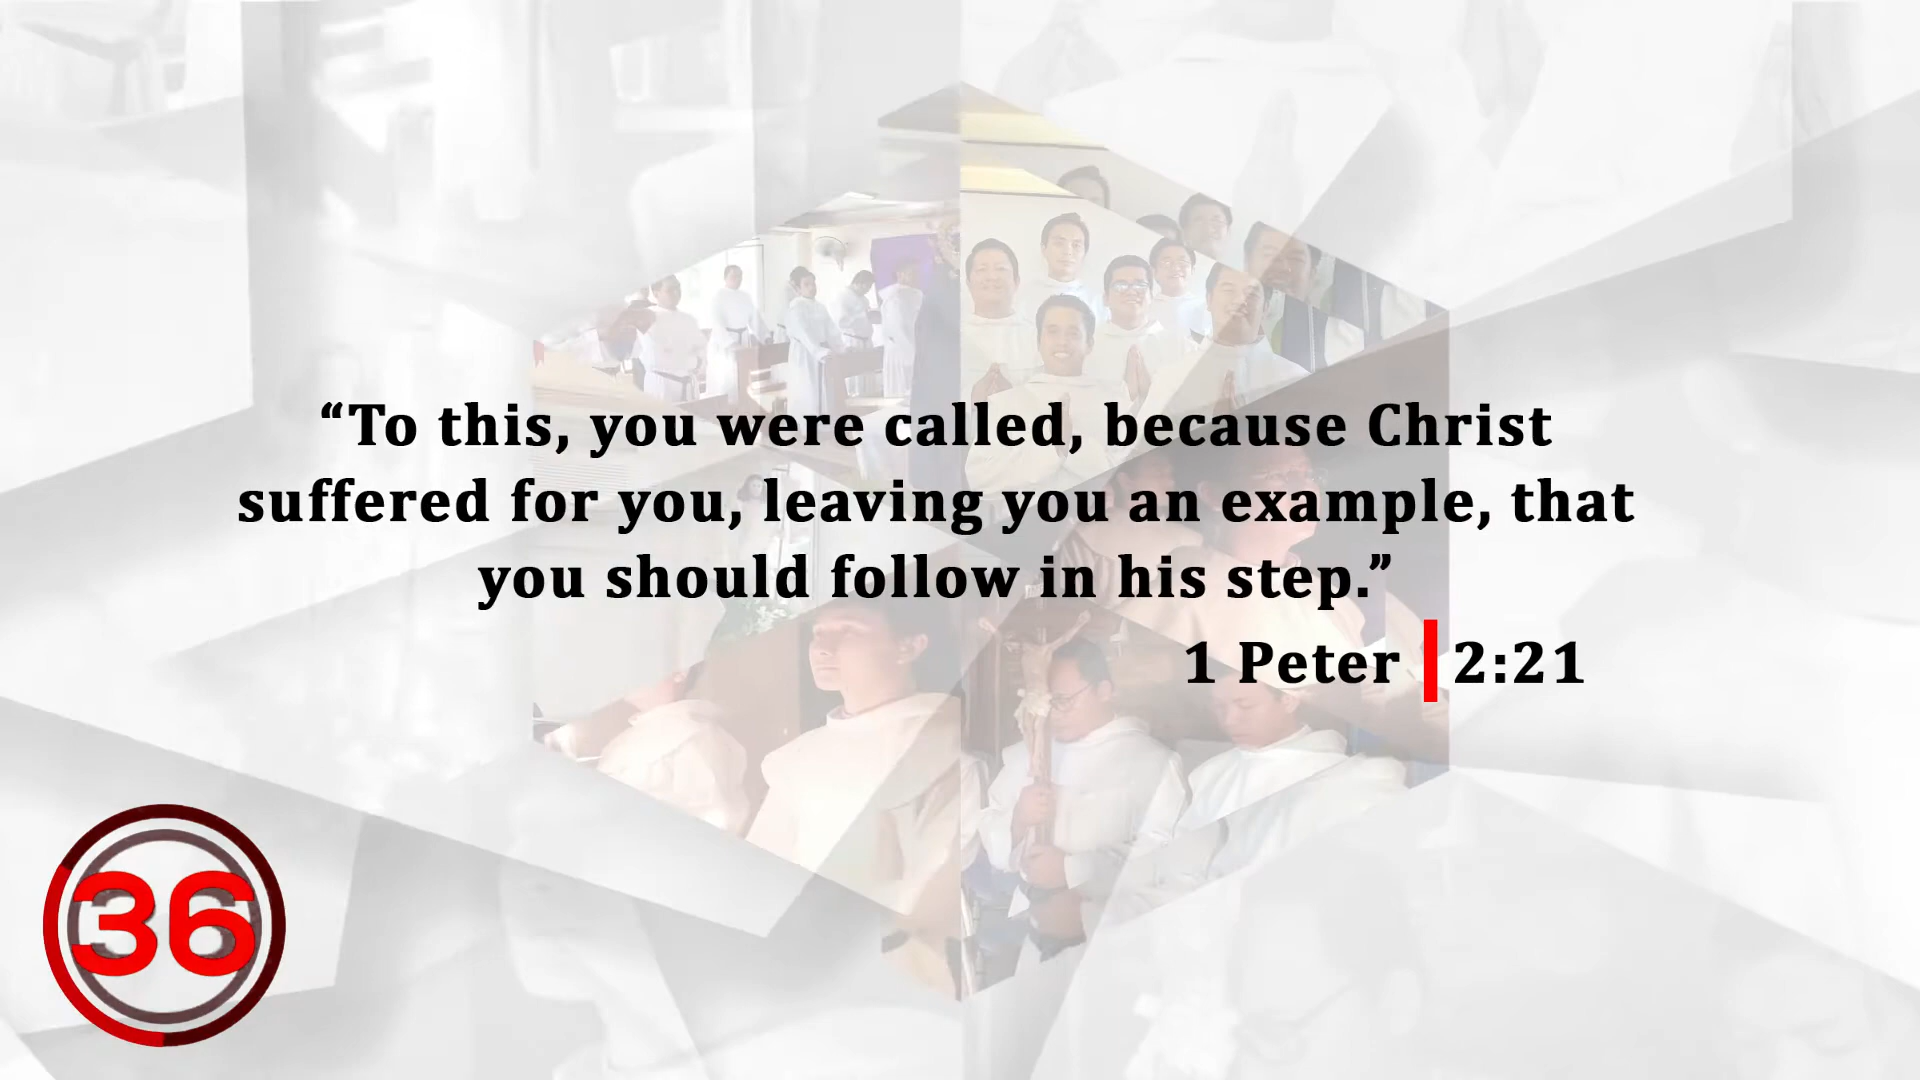 “To this, you were called, because Christ
suffered for you, leaving you an example, that
you should follow in his step.”
1 Peter 2:21
36